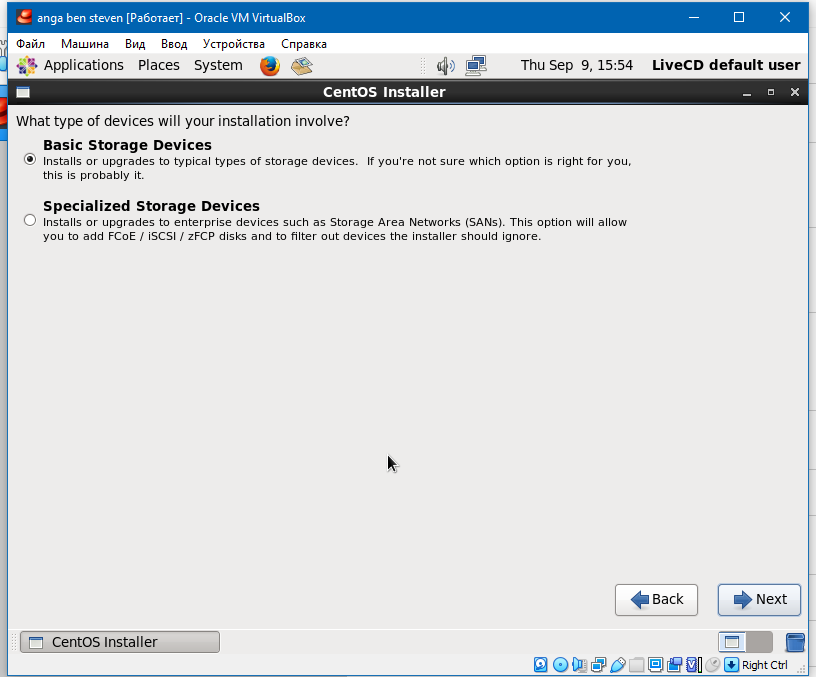 anga ben steven [Работает] - Oracle VM VirtualBox
Файл Машина Вид Ввод Устройства Справка
Applications Places System Thu Sep 9, 15:54 LiveCD default user
CentOS Installer
What type of devices will your installation involve?
Basic Storage Devices
Installs or upgrades to typical types of storage devices. If you're not sure which option is right for you,
this is probably it.
Specialized Storage Devices
Installs or upgrades to enterprise devices such as Storage Area Networks (SANs). This option will allow
you to add FCoE / iSCSI / zFCP disks and to filter out devices the installer should ignore.
Back Next
CentOS Installer
Right Ctrl